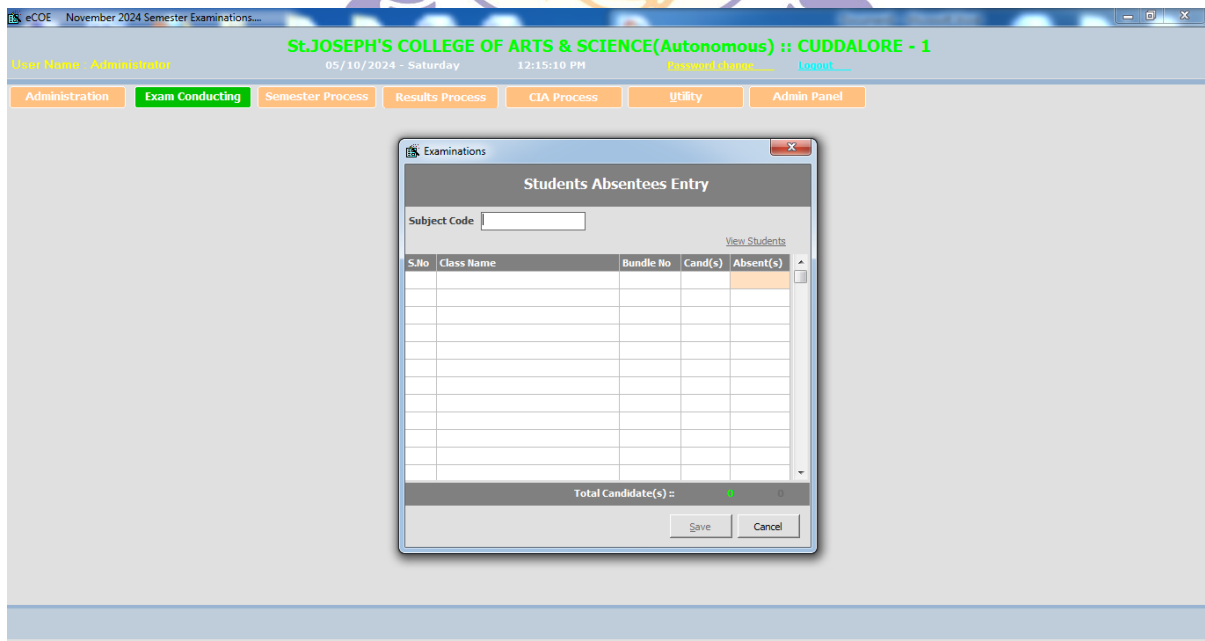 eCOE November 2024 Semester Examinations....
St.JOSEPH'S COLLEGE OF ARTS & SCIENCE(Autonomous) :: CUDDALORE - 1
User Name : Administrator 05/10/2024 - Saturday 12:15:10 PM Password change Logout
Administration Exam Conducting Semester Process Results Process CIA Process Utility Admin Panel
Examinations
Students Absentees Entry
Subject Code
View Students
S.No Class Name Bundle No Cand(s) Absent(s)
Total Candidate(s) :: 0 0
Save Cancel